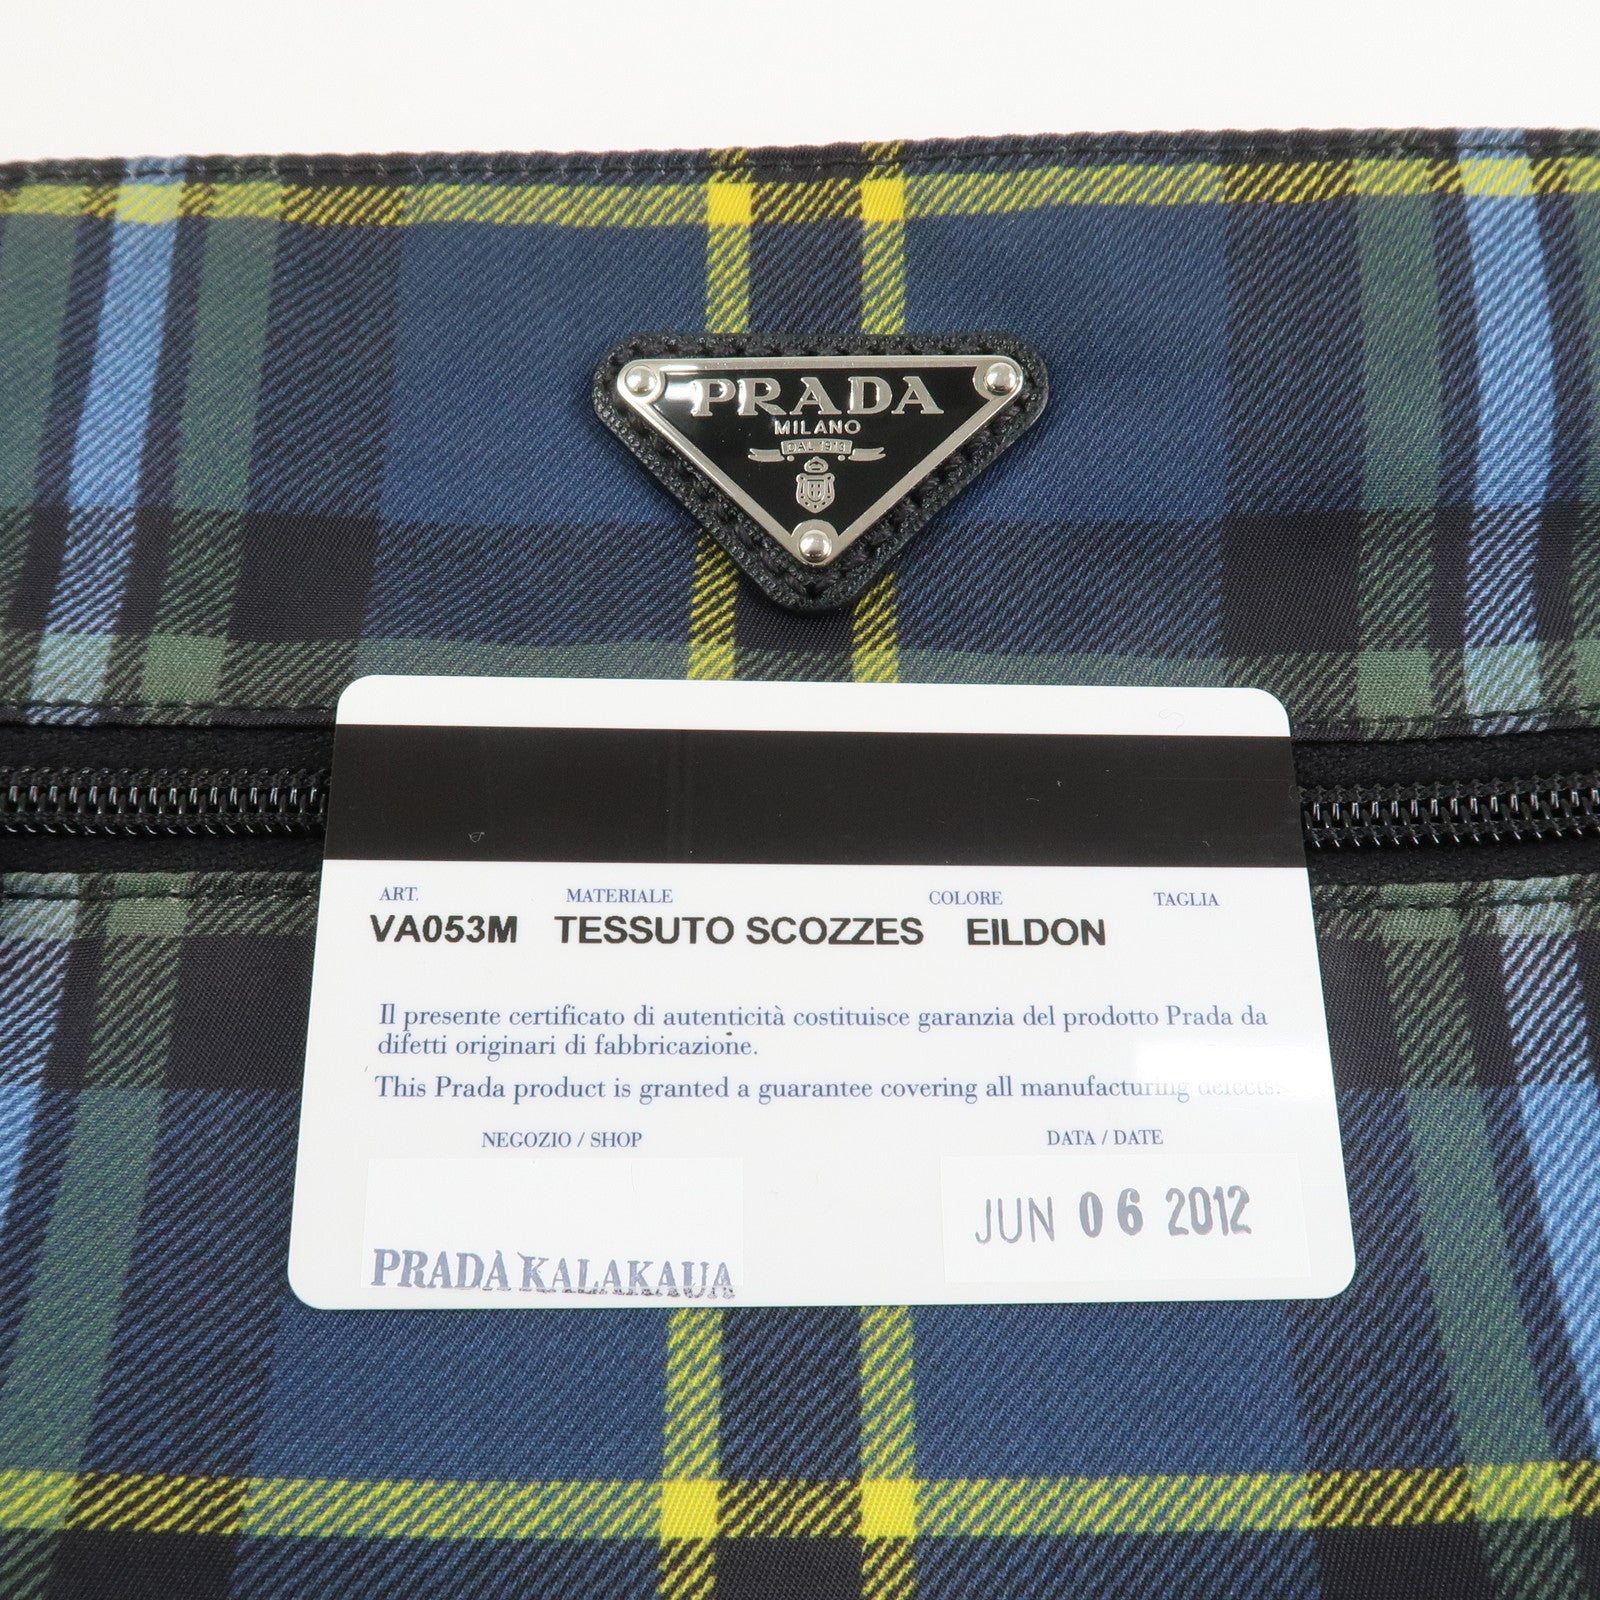 PRADA
MILANO
DAL 1913
ART. MATERIALE COLORE TAGLIA
VA053M TESSUTO SCOZZES EILDON
Il presente certificato di autenticità costituisce garanzia del prodotto Prada da
difetti originari di fabbricazione.
This Prada product is granted a guarantee covering all manufacturing defects.
NEGOZIO / SHOP DATA / DATE
JUN 06 2012
PRADA KALAKAUA